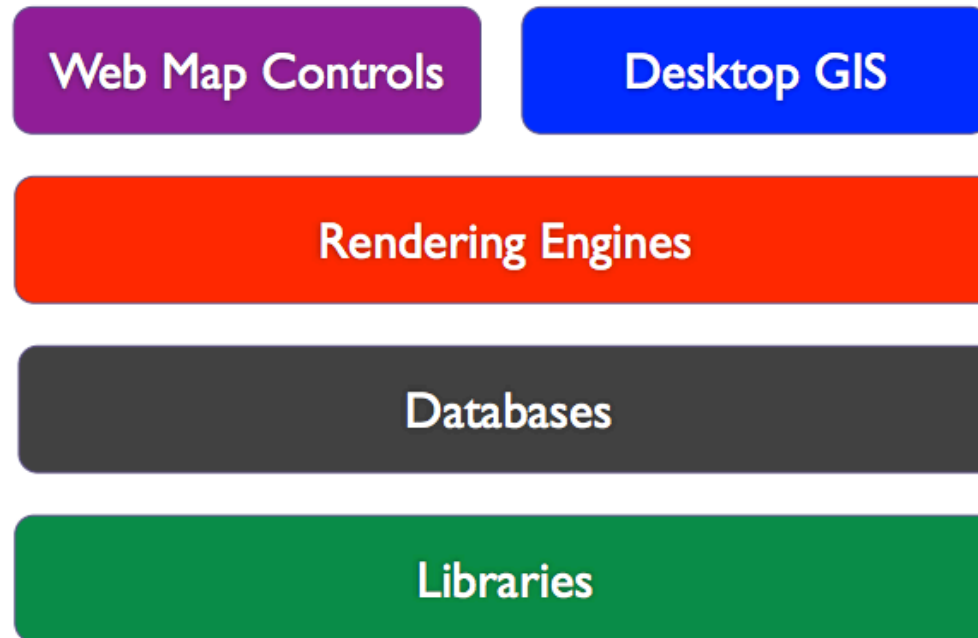 Web Map Controls
Desktop GIS
Rendering Engines
Databases
Libraries